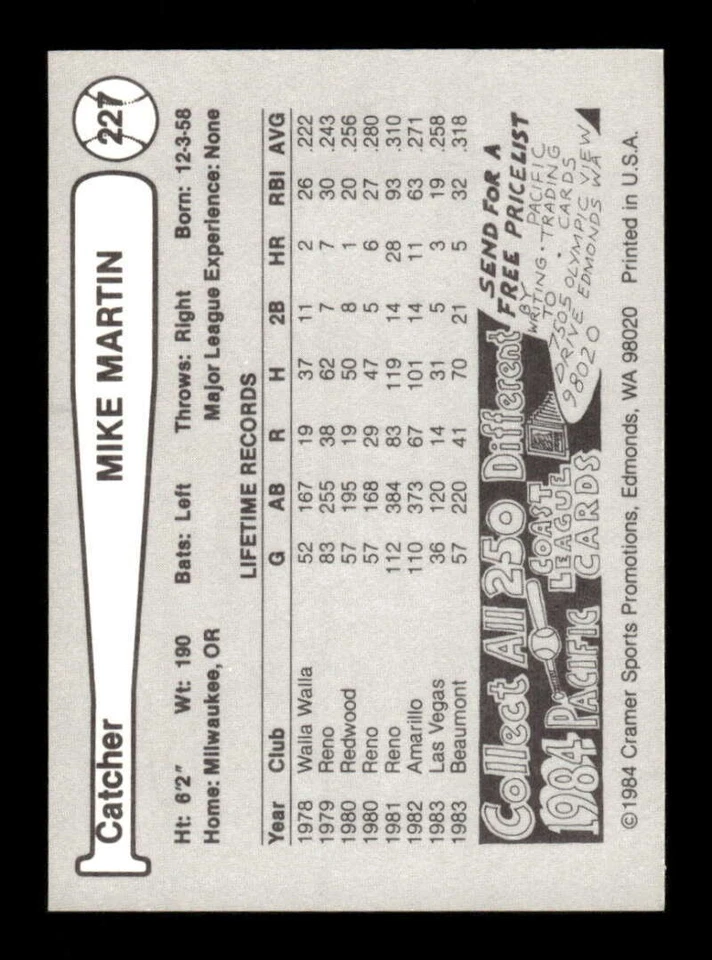 Catcher MIKE MARTIN 227
Ht: 6'2" Wt: 190 Bats: Left Throws: Right Born: 12-3-58
Home: Milwaukee, OR Major League Experience: None
LIFETIME RECORDS
Year Club G AB R H 2B HR RBI AVG
1978 Walla Walla 52 167 19 37 11 2 26 .222
1979 Reno 83 255 38 62 7 7 30 .243
1980 Redwood 57 195 19 50 8 1 20 .256
1980 Reno 57 168 29 47 5 6 27 .280
1981 Reno 112 384 83 119 14 28 93 .310
1982 Amarillo 110 373 67 101 14 11 63 .271
1983 Las Vegas 36 120 14 31 5 3 19 .258
1983 Beaumont 57 220 41 70 21 5 32 .318
Collect All 250 Different
1984 PACIFIC COAST LEAGUE CARDS
SEND FOR A
FREE PRICELIST
BY
WRITING · PACIFIC
TO · TRADING
· CARDS
7505 OLYMPIC VIEW
DRIVE EDMONDS WA
98020
©1984 Cramer Sports Promotions, Edmonds, WA 98020 Printed in U.S.A.